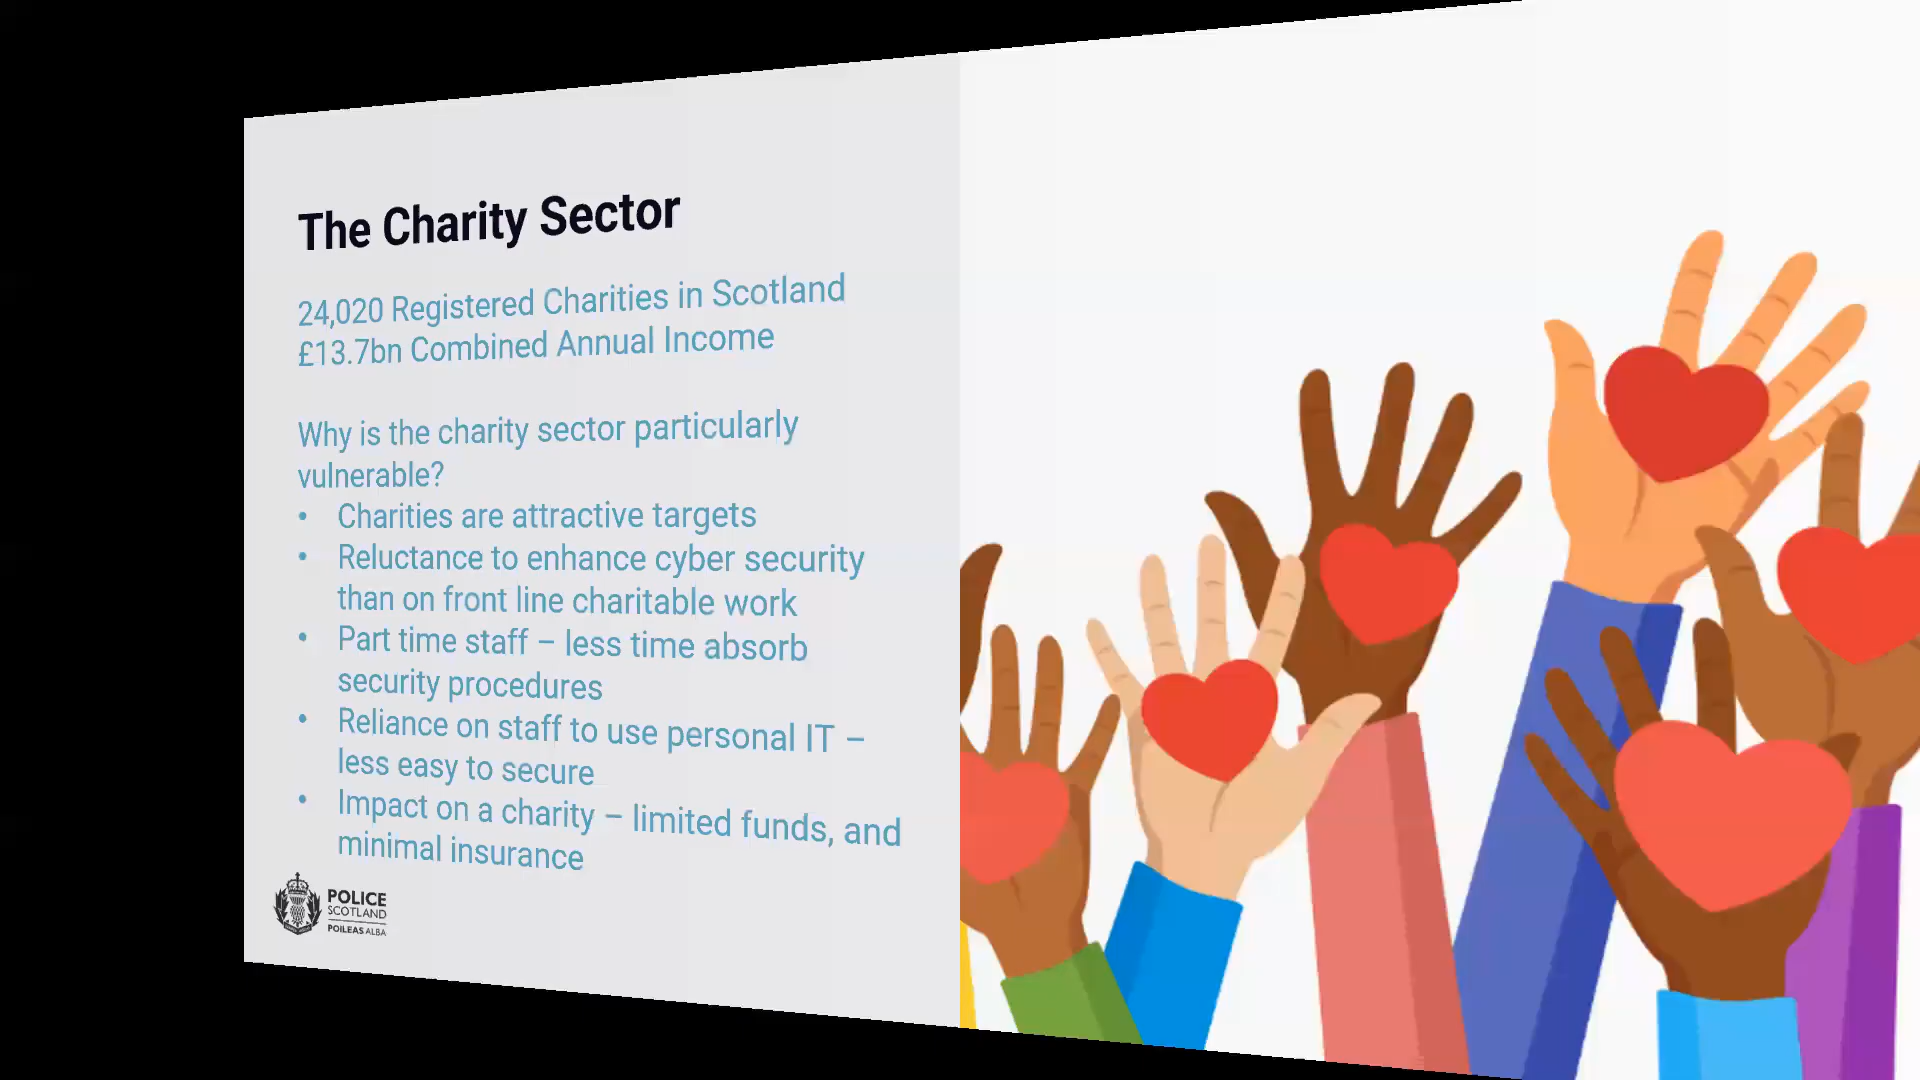 The Charity Sector
24,020 Registered Charities in Scotland
£13.7bn Combined Annual Income
Why is the charity sector particularly
vulnerable?
• Charities are attractive targets
• Reluctance to enhance cyber security
than on front line charitable work
• Part time staff – less time absorb
security procedures
• Reliance on staff to use personal IT –
less easy to secure
• Impact on a charity – limited funds, and
minimal insurance
POLICE
SCOTLAND
POILEAS ALBA